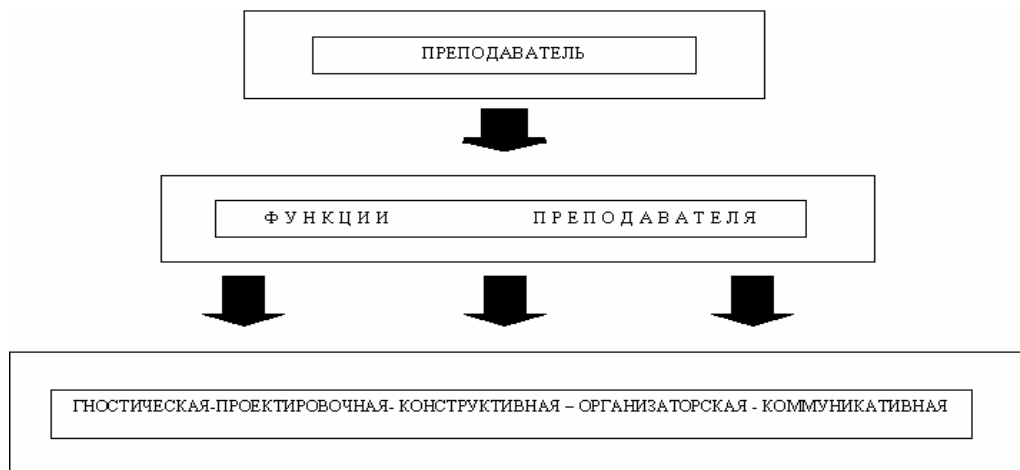 ПРЕПОДАВАТЕЛЬ
ФУНКЦИИ ПРЕПОДАВАТЕЛЯ
ГНОСТИЧЕСКАЯ-ПРОЕКТИРОВОЧНАЯ- КОНСТРУКТИВНАЯ – ОРГАНИЗАТОРСКАЯ - КОММУНИКАТИВНАЯ